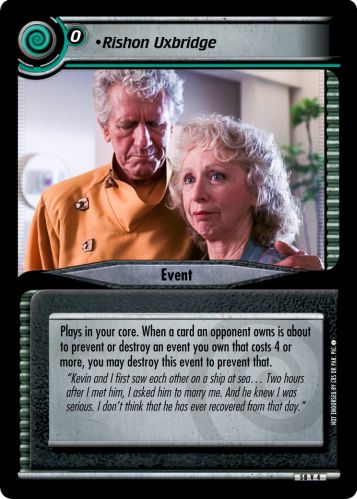 0
•Rishon Uxbridge
Event
Plays in your core. When a card an opponent owns is about
to prevent or destroy an event you own that costs 4 or
more, you may destroy this event to prevent that.
"Kevin and I first saw each other on a ship at sea… Two hours
after I met him, I asked him to marry me. And he knew I was
serious. I don't think that he has ever recovered from that day."
NOT ENDORSED BY CBS OR PAR. PIC.
58 V 4